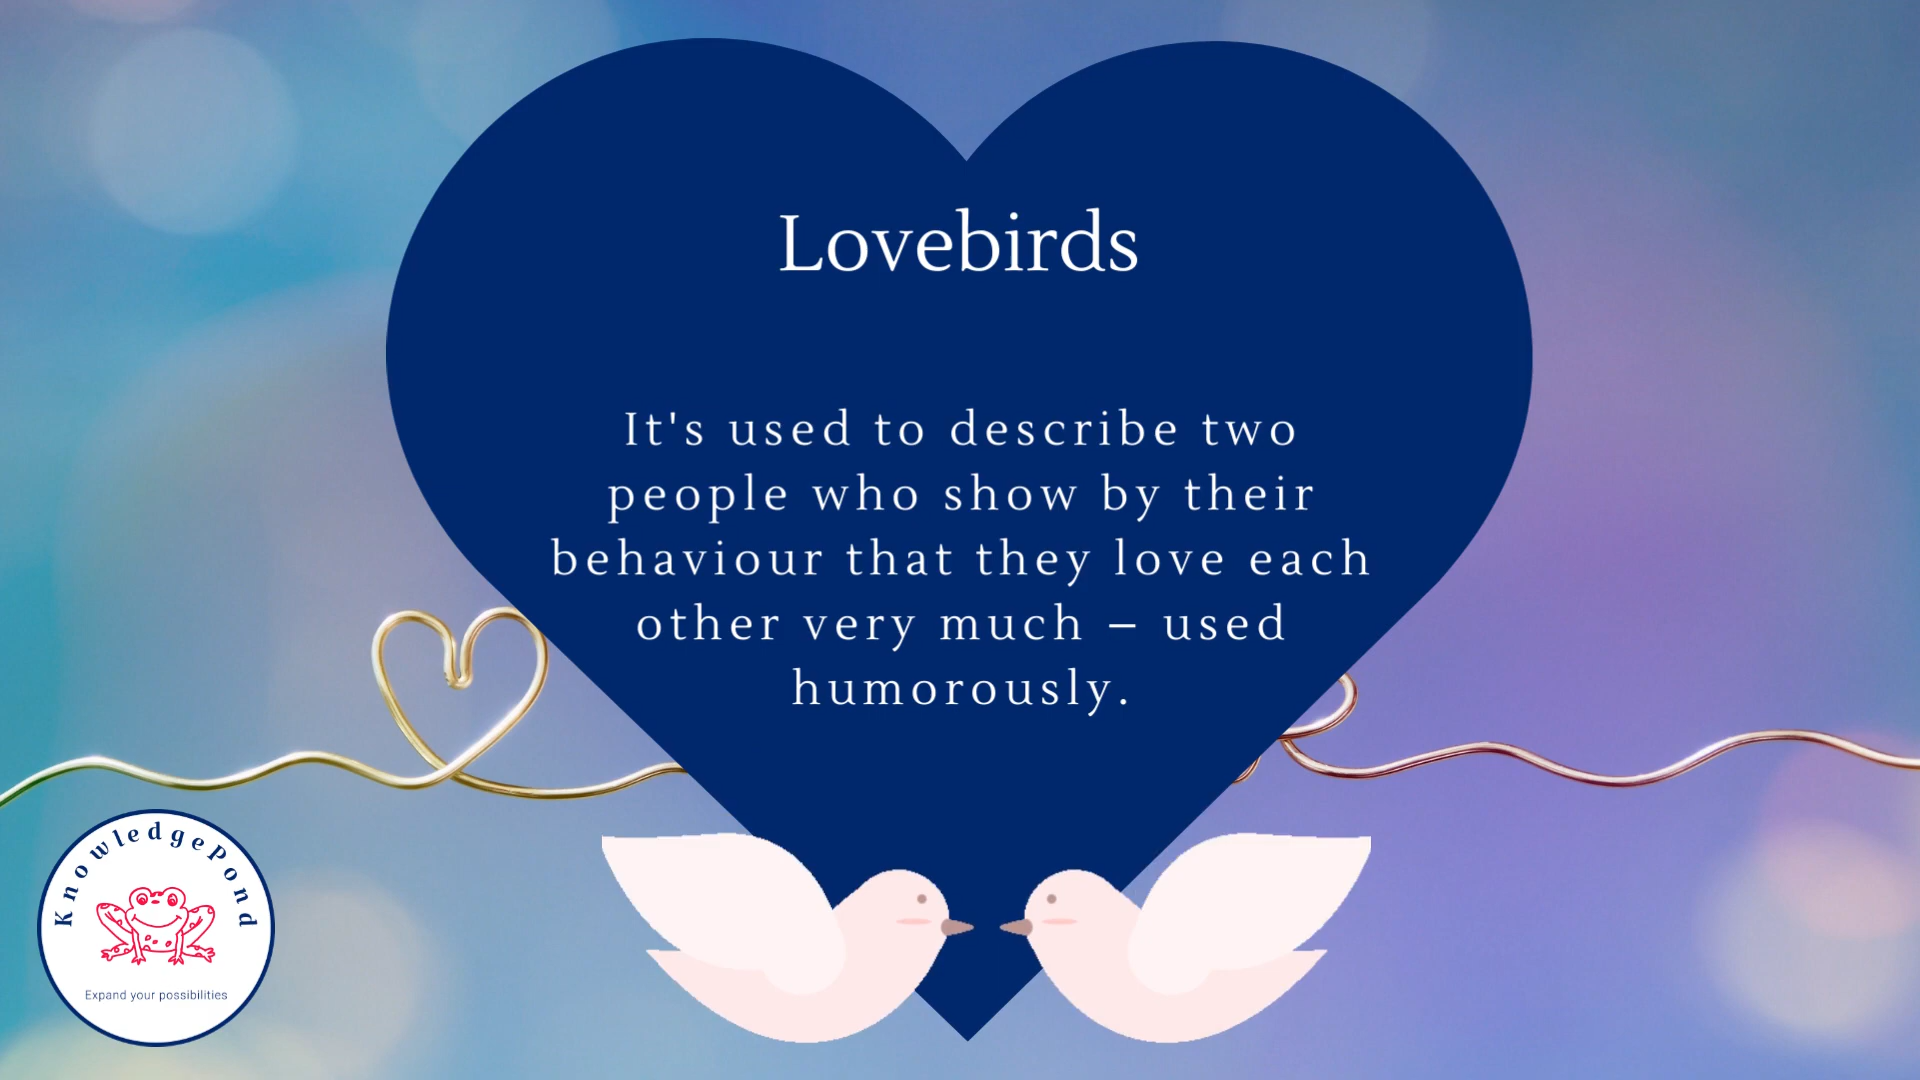 Lovebirds
It's used to describe two
people who show by their
behaviour that they love each
other very much – used
humorously.
KnowledgePond
Expand your possibilities